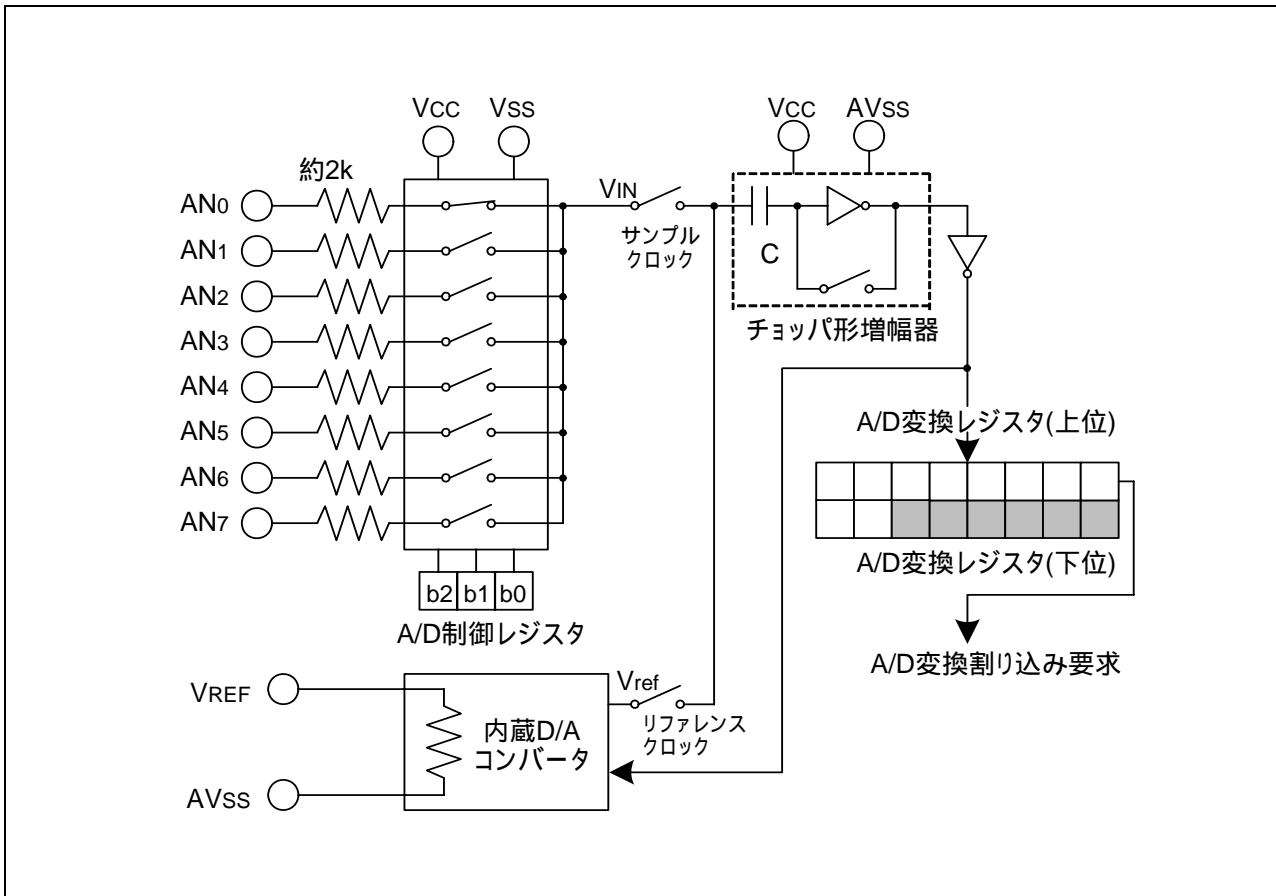 VCC
VSS
VCC
AVSS
約2k
AN0
AN1
AN2
AN3
AN4
AN5
AN6
AN7
VIN
サンプル
クロック
C
チョッパ形増幅器
A/D変換レジスタ(上位)
A/D変換レジスタ(下位)
A/D変換割り込み要求
b2 b1 b0
A/D制御レジスタ
VREF
AVSS
内蔵D/A
コンバータ
Vref
リファレンス
クロック